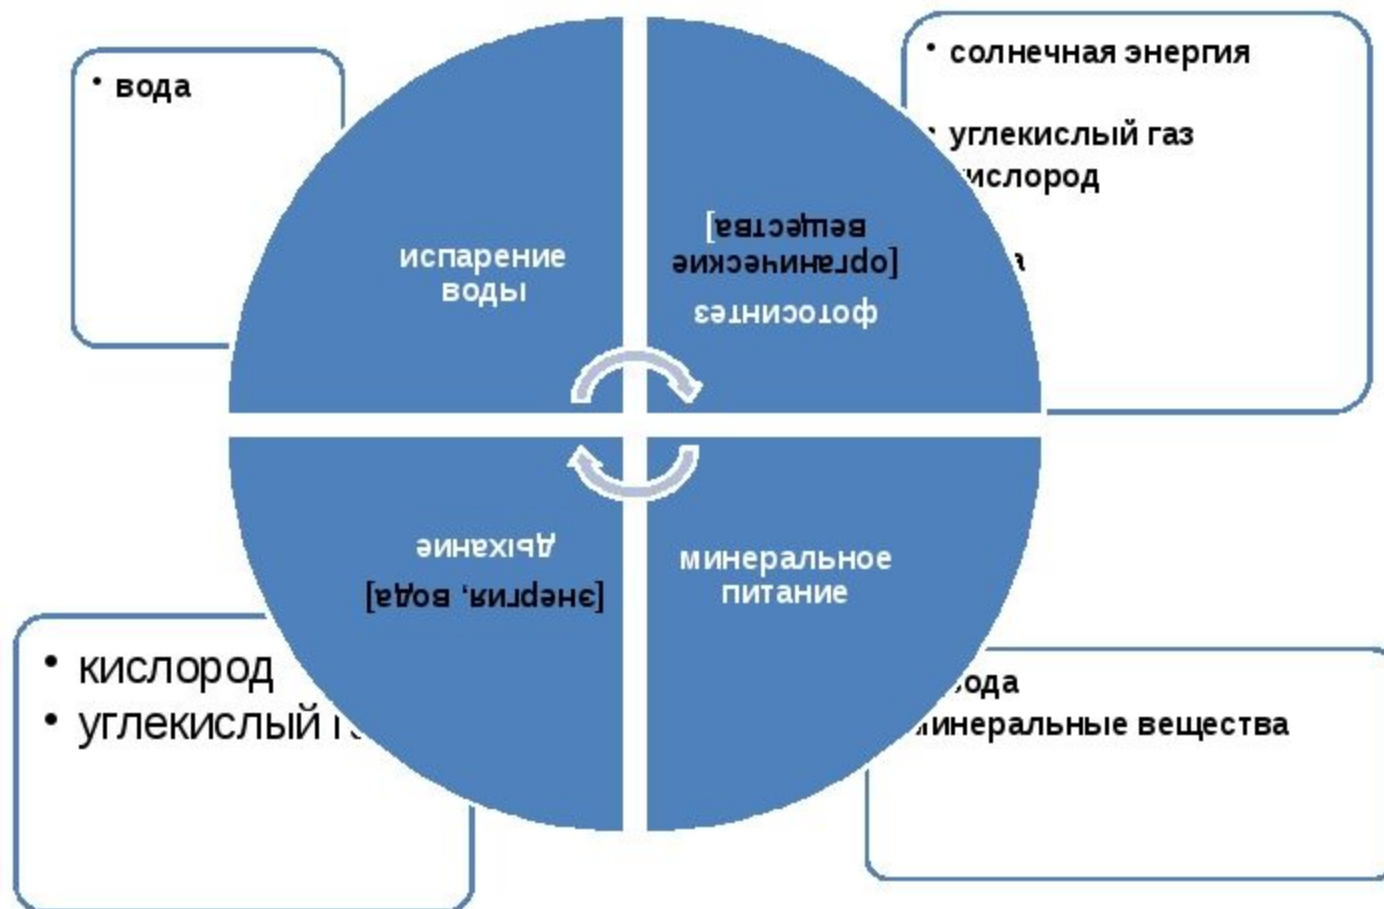 • вода
испарение
воды
• солнечная энергия
• углекислый газ
кислород
[органические
вещества]
фотосинтез
дыхание
[энергия, вода]
минеральное
питание
• кислород
• углекислый
вода
минеральные вещества